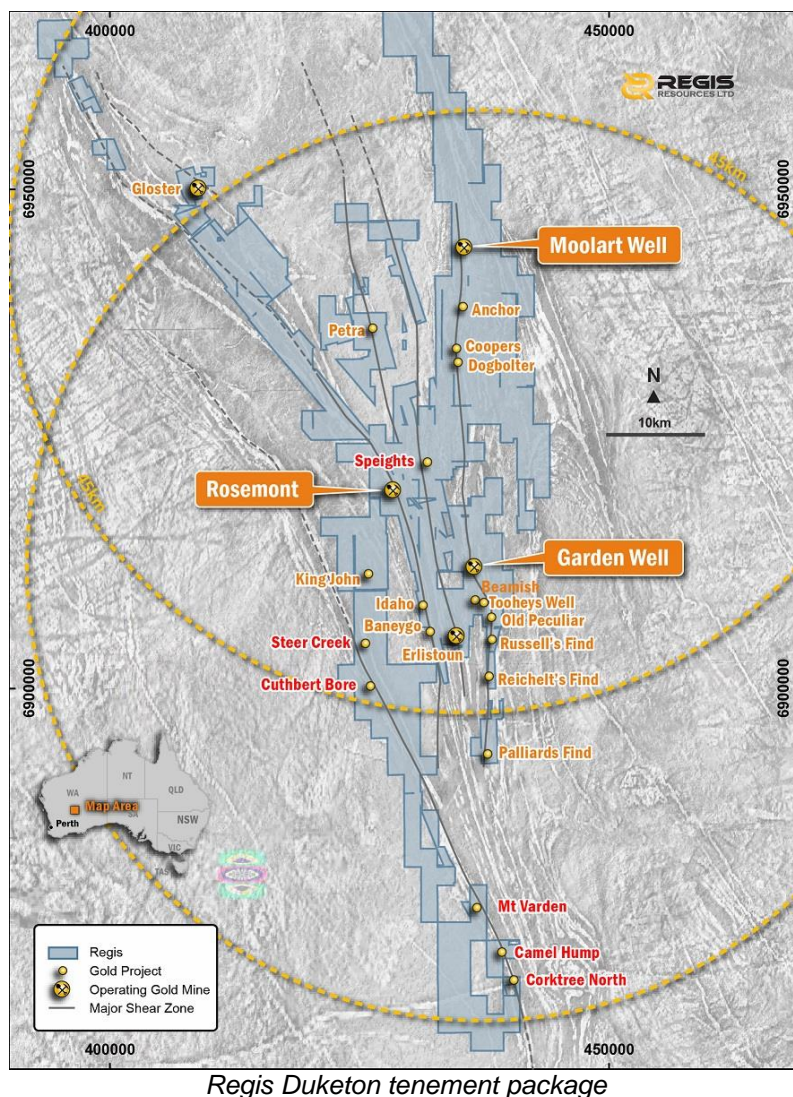 400000
450000
REGIS
RESOURCES LTD
45km
6950000
6950000
Gloster
Moolart Well
Anchor
Petra
Coopers
Dogbolter
N
10km
Speights
Rosemont
45km
Garden Well
King John
Beamish
Idaho
Tooheys Well
Old Peculiar
Baneygo
Steer Creek
Russell's Find
Erlistoun
Reichelt's Find
Cuthbert Bore
6900000
6900000
Palliards Find
NT
QLD
WA
Map Area
SA
NSW
Perth
VIC
TAS
Mt Varden
Regis
Gold Project
Operating Gold Mine
Major Shear Zone
Camel Hump
Corktree North
400000
450000
Regis Duketon tenement package